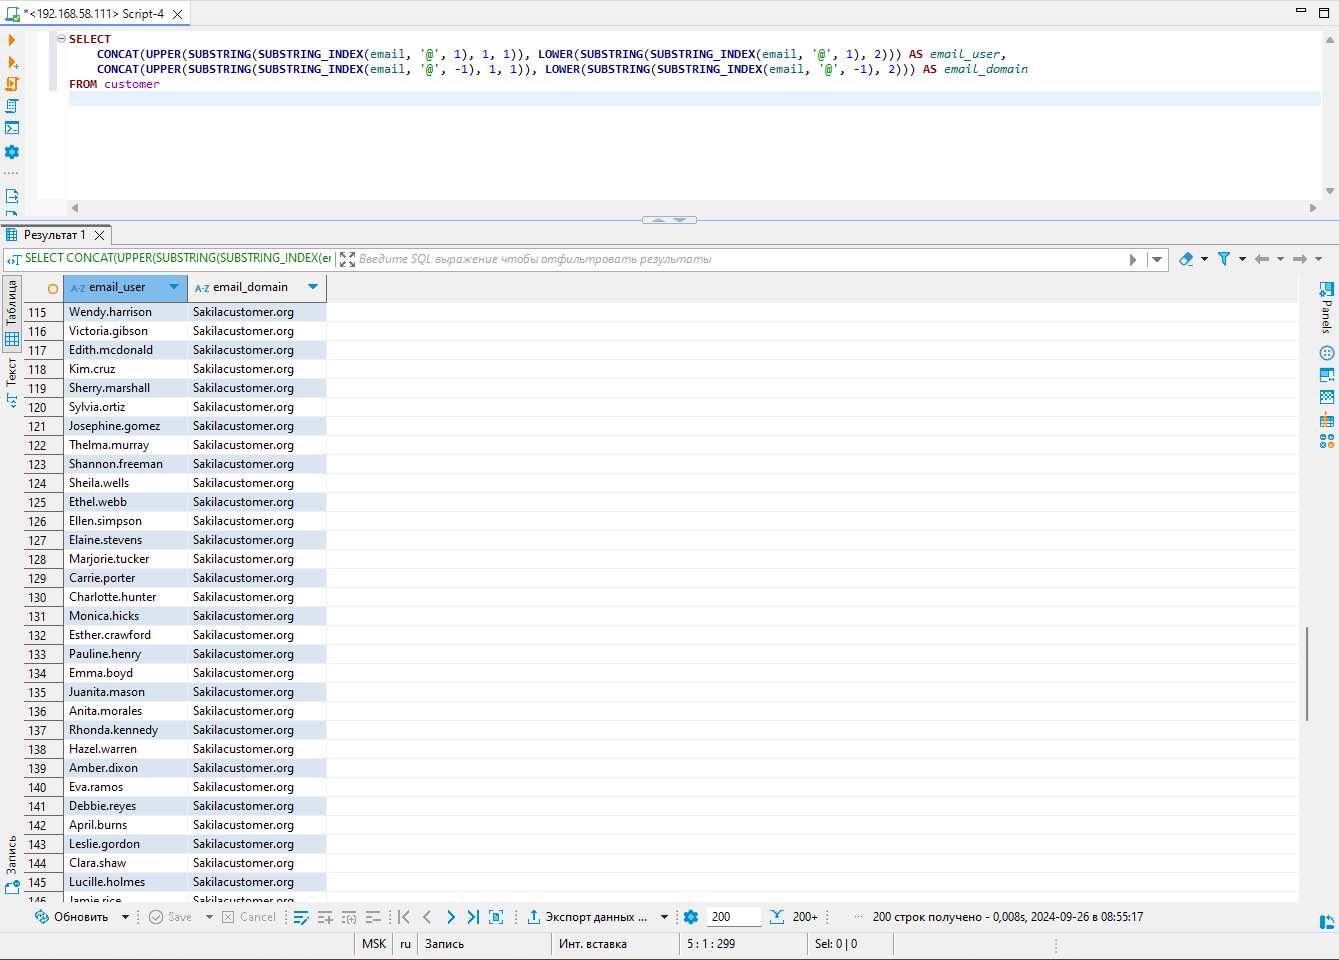 *<192.168.58.111> Script-4
SELECT
CONCAT(UPPER(SUBSTRING(SUBSTRING_INDEX(email, '@', 1), 1, 1)), LOWER(SUBSTRING(SUBSTRING_INDEX(email, '@', 1), 2))) AS email_user,
CONCAT(UPPER(SUBSTRING(SUBSTRING_INDEX(email, '@', -1), 1, 1)), LOWER(SUBSTRING(SUBSTRING_INDEX(email, '@', -1), 2))) AS email_domain
FROM customer
Результат 1
SELECT CONCAT(UPPER(SUBSTRING(SUBSTRING_INDEX(er Введите SQL выражение чтобы отфильтровать результаты
Таблица
Текст
Запись
Panels
A-Z email_user A-Z email_domain
115 Wendy.harrison Sakilacustomer.org
116 Victoria.gibson Sakilacustomer.org
117 Edith.mcdonald Sakilacustomer.org
118 Kim.cruz Sakilacustomer.org
119 Sherry.marshall Sakilacustomer.org
120 Sylvia.ortiz Sakilacustomer.org
121 Josephine.gomez Sakilacustomer.org
122 Thelma.murray Sakilacustomer.org
123 Shannon.freeman Sakilacustomer.org
124 Sheila.wells Sakilacustomer.org
125 Ethel.webb Sakilacustomer.org
126 Ellen.simpson Sakilacustomer.org
127 Elaine.stevens Sakilacustomer.org
128 Marjorie.tucker Sakilacustomer.org
129 Carrie.porter Sakilacustomer.org
130 Charlotte.hunter Sakilacustomer.org
131 Monica.hicks Sakilacustomer.org
132 Esther.crawford Sakilacustomer.org
133 Pauline.henry Sakilacustomer.org
134 Emma.boyd Sakilacustomer.org
135 Juanita.mason Sakilacustomer.org
136 Anita.morales Sakilacustomer.org
137 Rhonda.kennedy Sakilacustomer.org
138 Hazel.warren Sakilacustomer.org
139 Amber.dixon Sakilacustomer.org
140 Eva.ramos Sakilacustomer.org
141 Debbie.reyes Sakilacustomer.org
142 April.burns Sakilacustomer.org
143 Leslie.gordon Sakilacustomer.org
144 Clara.shaw Sakilacustomer.org
145 Lucille.holmes Sakilacustomer.org
146 Jamie.rice Sakilacustomer.org
Обновить Save Cancel Экспорт данных ... 200 200+ ... 200 строк получено - 0,008s, 2024-09-26 в 08:55:17
MSK ru Запись Инт. вставка 5 : 1 : 299 Sel: 0 | 0